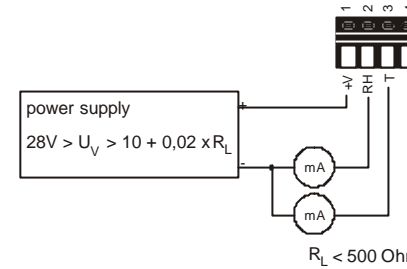 1 2 3
+V RH T
power supply
28V > U_V > 10 + 0,02 x R_L
+
-
mA
mA
R_L < 500 Ohm